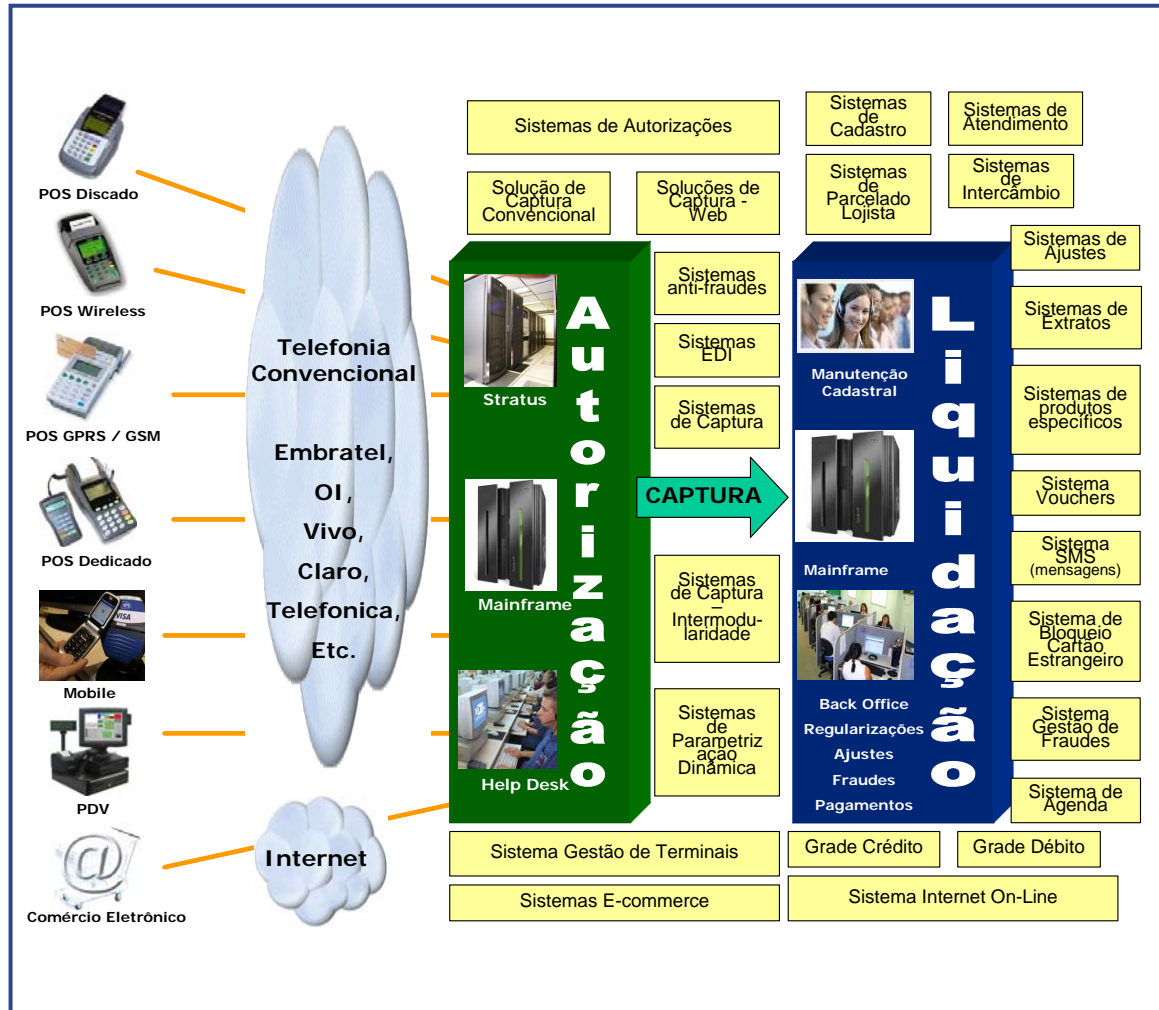 Sistemas de Autorizações
Sistemas
de
Cadastro
Sistemas de
Atendimento
Solução de
Captura
Convencional
Soluções de
Captura -
Web
Sistemas
de
Parcelado
Lojista
Sistemas
de
Intercâmbio
POS Discado
POS Wireless
POS GPRS / GSM
POS Dedicado
VISA
Mobile
PDV
Comércio Eletrônico
Telefonia
Convencional
Embratel,
OI,
Vivo,
Claro,
Telefonica,
Etc.
Internet
Stratus
Mainframe
Help Desk
Autorização
Sistemas
anti-fraudes
Sistemas
EDI
Sistemas
de Captura
CAPTURA
Sistemas
de Captura
–
Intermodu-
laridade
Sistemas
de
Parametriz
ação
Dinâmica
Manutenção
Cadastral
Mainframe
Back Office
Regularizações
Ajustes
Fraudes
Pagamentos
Liquidação
Sistemas de
Ajustes
Sistemas de
Extratos
Sistemas de
produtos
específicos
Sistema
Vouchers
Sistema
SMS
(mensagens)
Sistema de
Bloqueio
Cartão
Estrangeiro
Sistema
Gestão de
Fraudes
Sistema de
Agenda
Sistema Gestão de Terminais
Grade Crédito
Grade Débito
Sistemas E-commerce
Sistema Internet On-Line